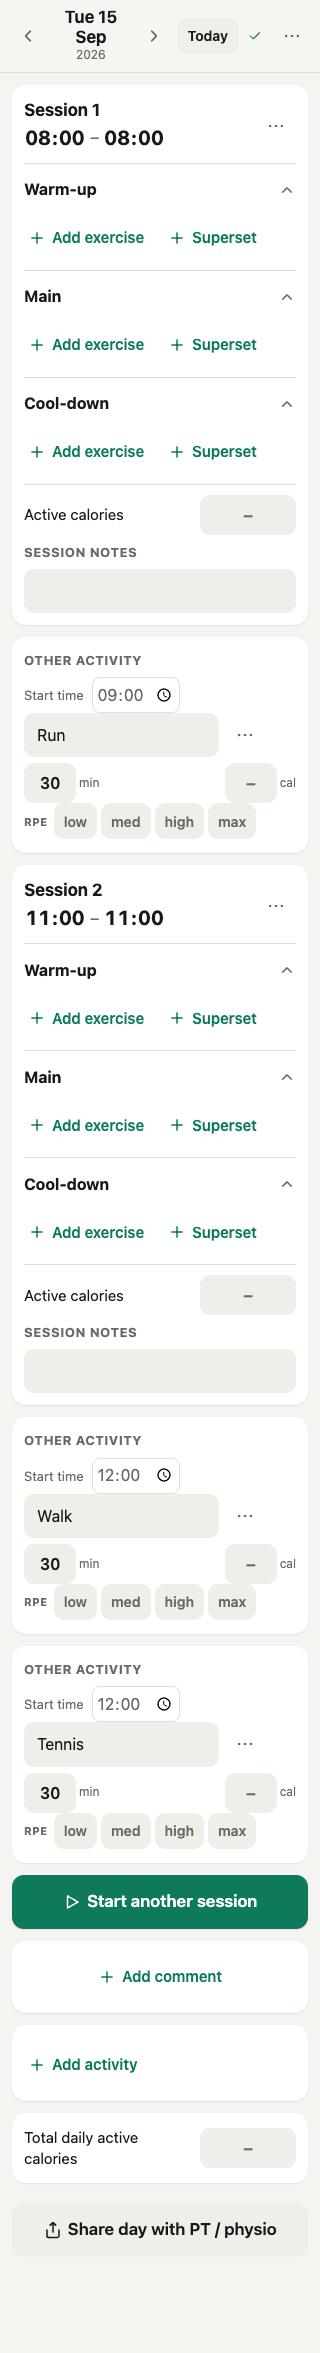 Tue 15
Sep
2026
Today
Session 1
08:00 – 08:00
Warm-up
Add exercise
Superset
Main
Add exercise
Superset
Cool-down
Add exercise
Superset
Active calories
–
SESSION NOTES
OTHER ACTIVITY
Start time 09:00
Run
30 min – cal
RPE low med high max
Session 2
11:00 – 11:00
Warm-up
Add exercise
Superset
Main
Add exercise
Superset
Cool-down
Add exercise
Superset
Active calories
–
SESSION NOTES
OTHER ACTIVITY
Start time 12:00
Walk
30 min – cal
RPE low med high max
OTHER ACTIVITY
Start time 12:00
Tennis
30 min – cal
RPE low med high max
Start another session
Add comment
Add activity
Total daily active
calories
–
Share day with PT / physio